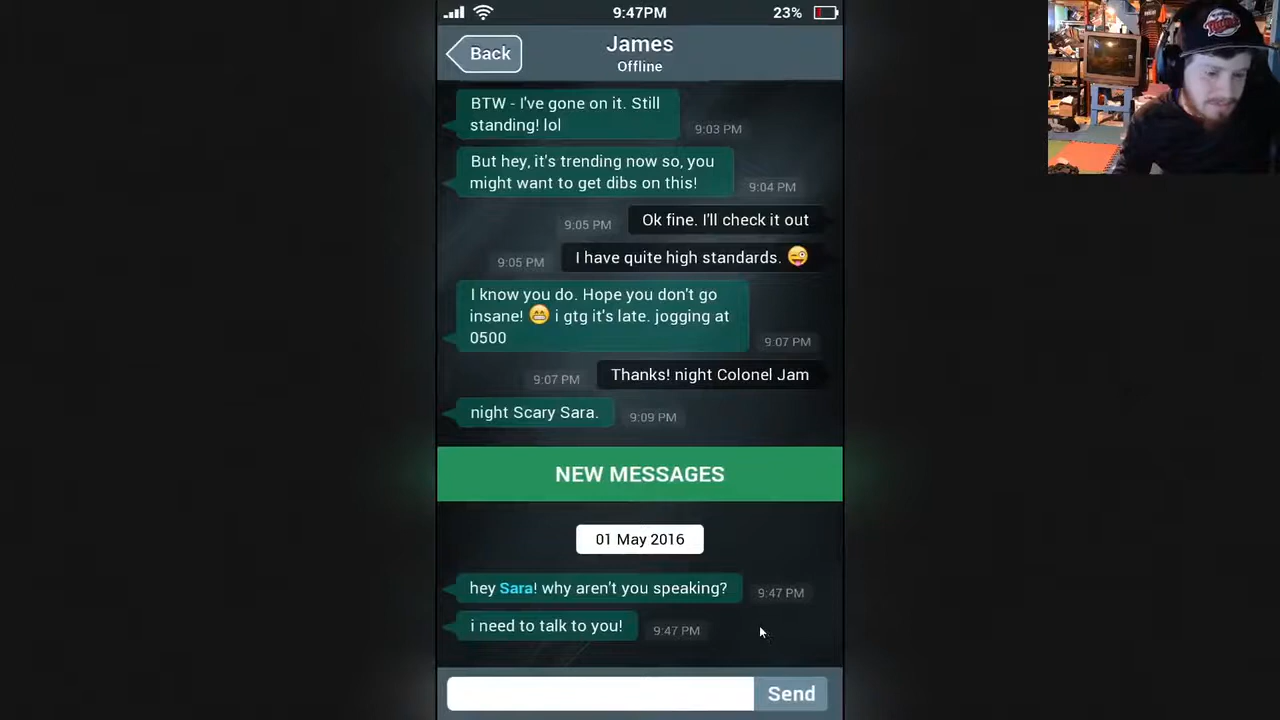 9:47PM
23%
Back
James
Offline
BTW - I've gone on it. Still
standing! lol
9:03 PM
But hey, it's trending now so, you
might want to get dibs on this!
9:04 PM
9:05 PM
Ok fine. I'll check it out
9:05 PM
I have quite high standards. 😜
I know you do. Hope you don't go
insane! 😁 i gtg it's late. jogging at
0500
9:07 PM
9:07 PM
Thanks! night Colonel Jam
night Scary Sara.
9:09 PM
NEW MESSAGES
01 May 2016
hey Sara! why aren't you speaking?
9:47 PM
i need to talk to you!
9:47 PM
Send